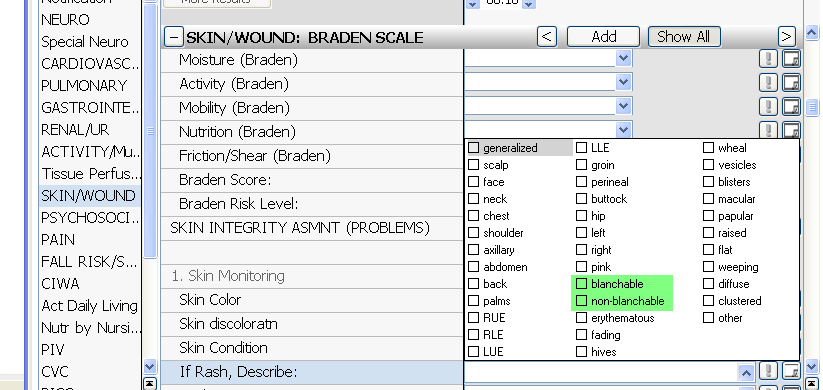 Notification
NEURO
Special Neuro
CARDIOVASC...
PULMONARY
GASTROINTE...
RENAL/UR
ACTIVITY/Mu...
Tissue Perfus...
SKIN/WOUND
PSYCHOSOCI...
PAIN
FALL RISK/S...
CIWA
Act Daily Living
Nutr by Nursi...
PIV
CVC
PICC
More Results
SKIN/WOUND: BRADEN SCALE
< Add Show All >
Moisture (Braden)
Activity (Braden)
Mobility (Braden)
Nutrition (Braden)
Friction/Shear (Braden)
Braden Score:
Braden Risk Level:
SKIN INTEGRITY ASMNT (PROBLEMS)
1. Skin Monitoring
Skin Color
Skin discoloratn
Skin Condition
If Rash, Describe:
generalized
scalp
face
neck
chest
shoulder
axillary
abdomen
back
palms
RUE
RLE
LUE
LLE
groin
perineal
buttock
hip
left
right
pink
blanchable
non-blanchable
erythematous
fading
hives
wheal
vesicles
blisters
macular
papular
raised
flat
weeping
diffuse
clustered
other